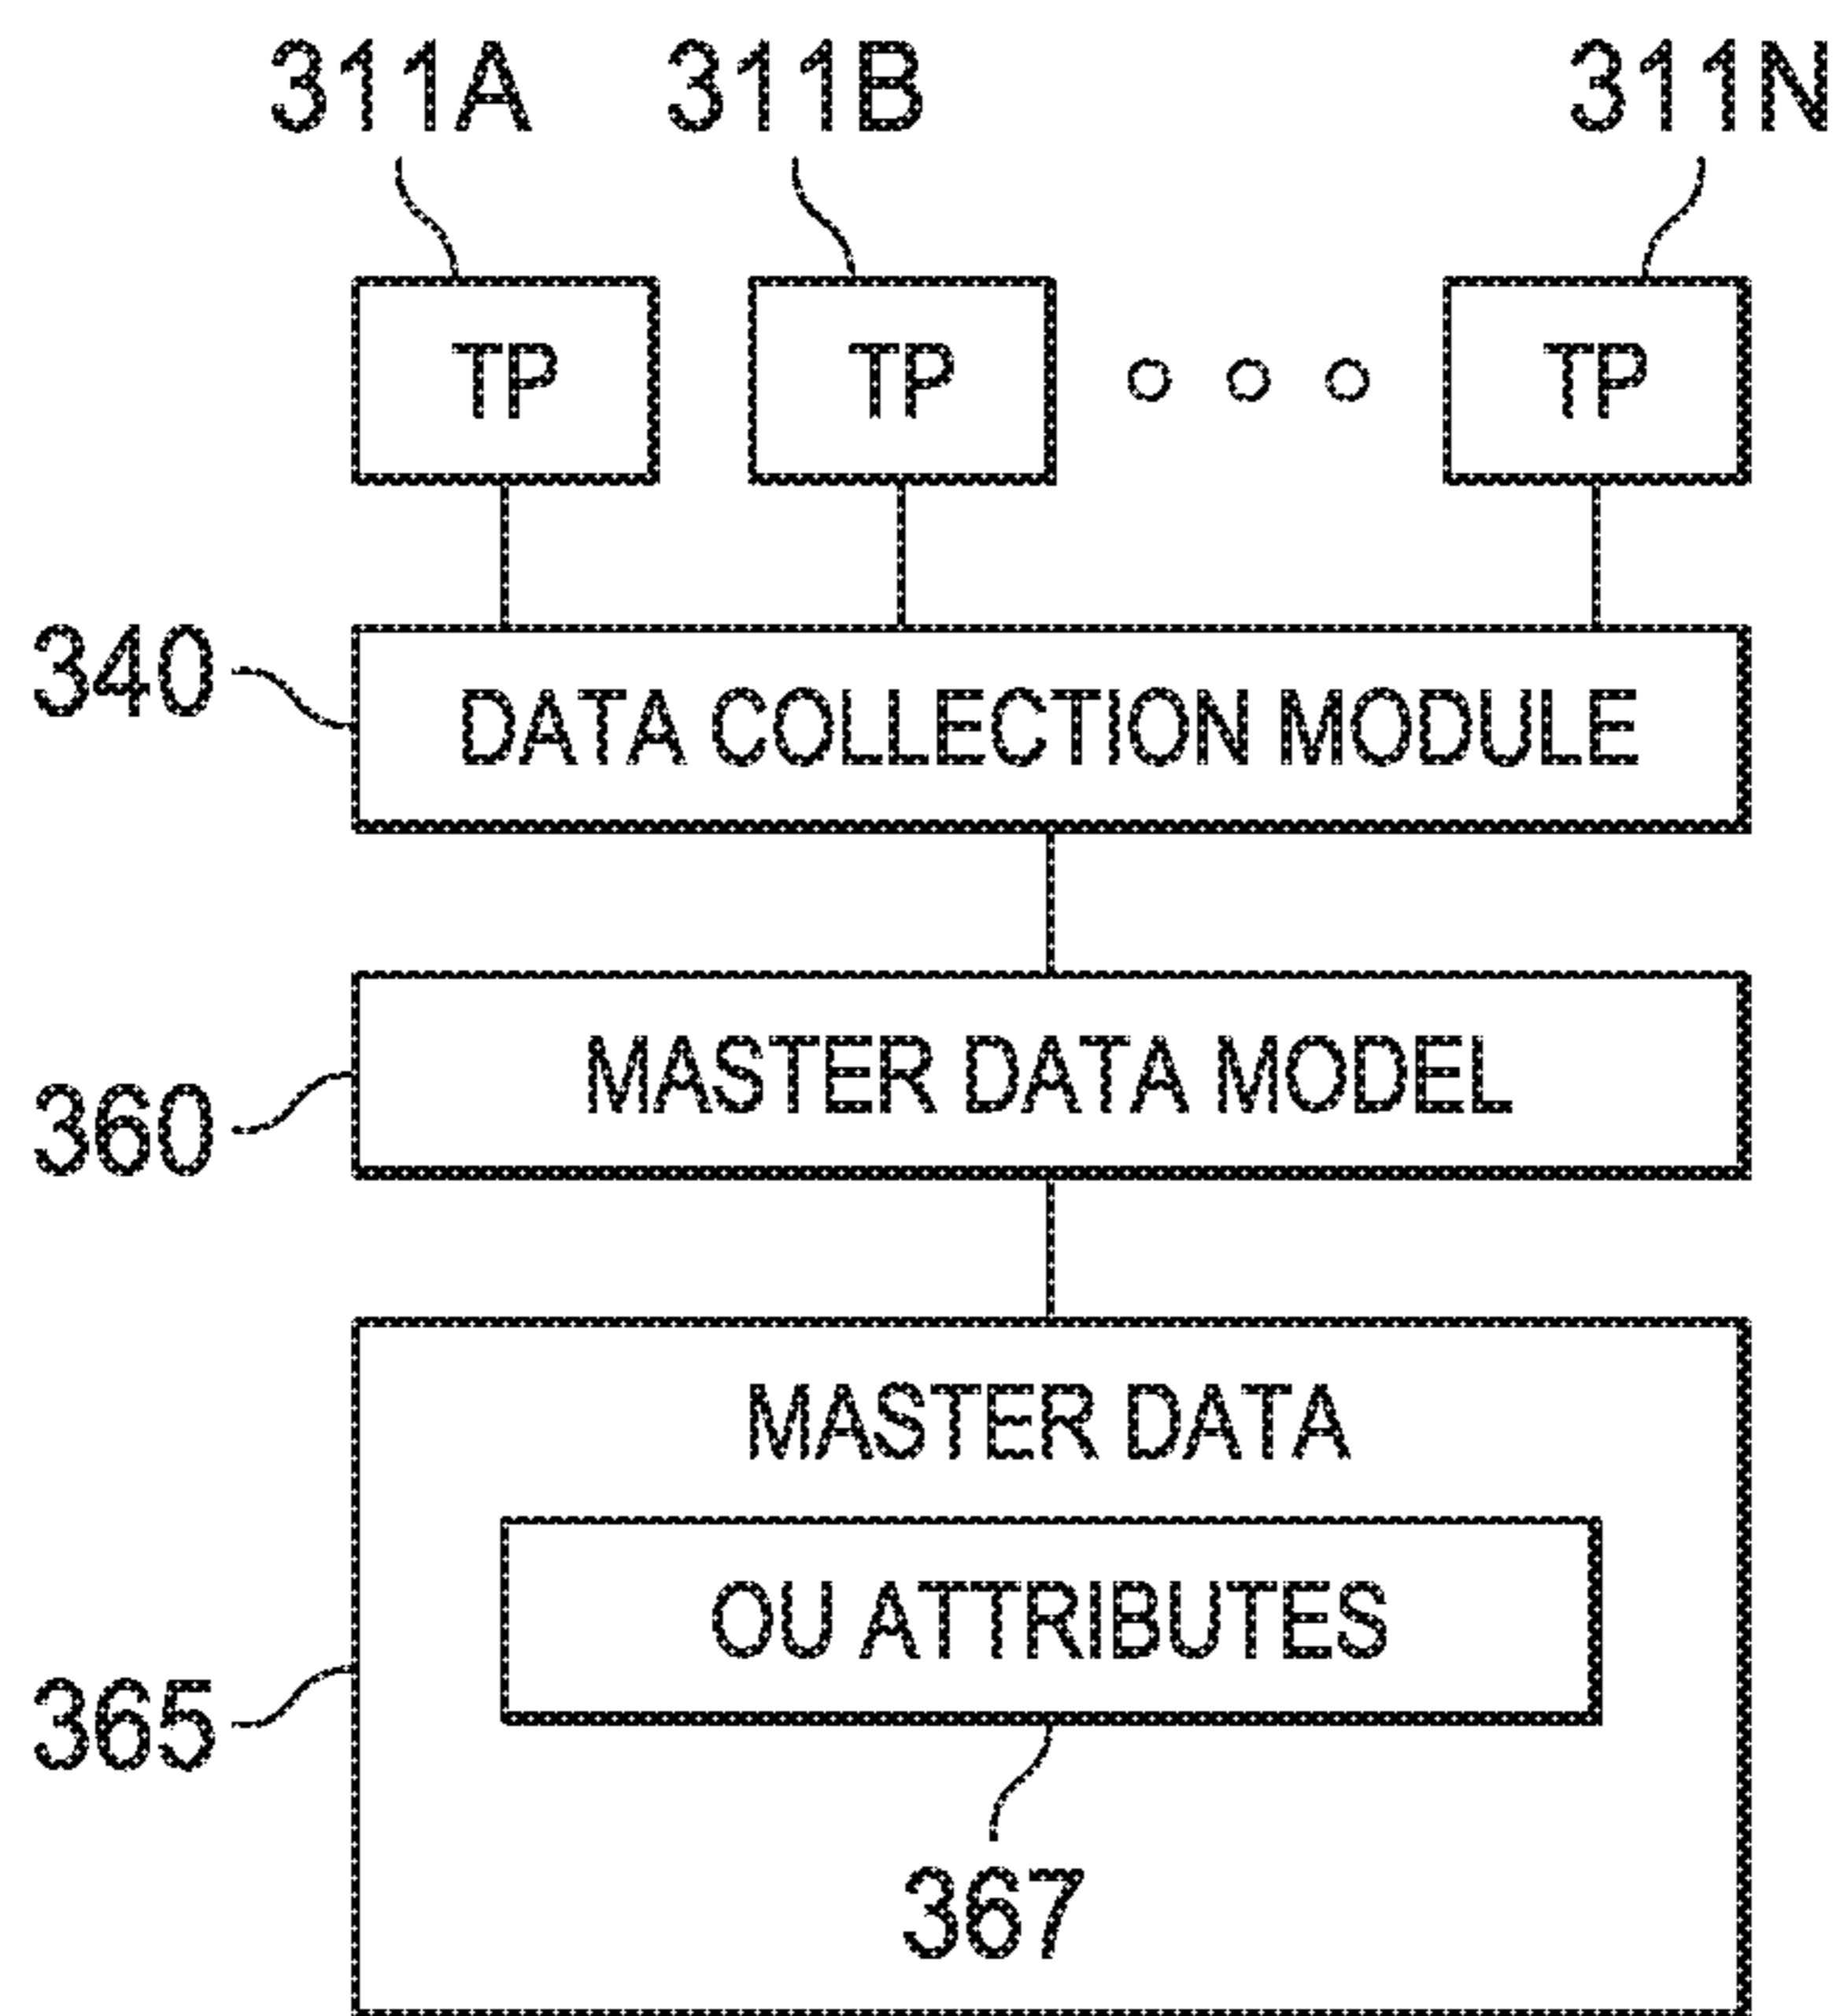 311A 311B 311N
TP TP TP
340 DATA COLLECTION MODULE
360 MASTER DATA MODEL
MASTER DATA
OU ATTRIBUTES
365
367